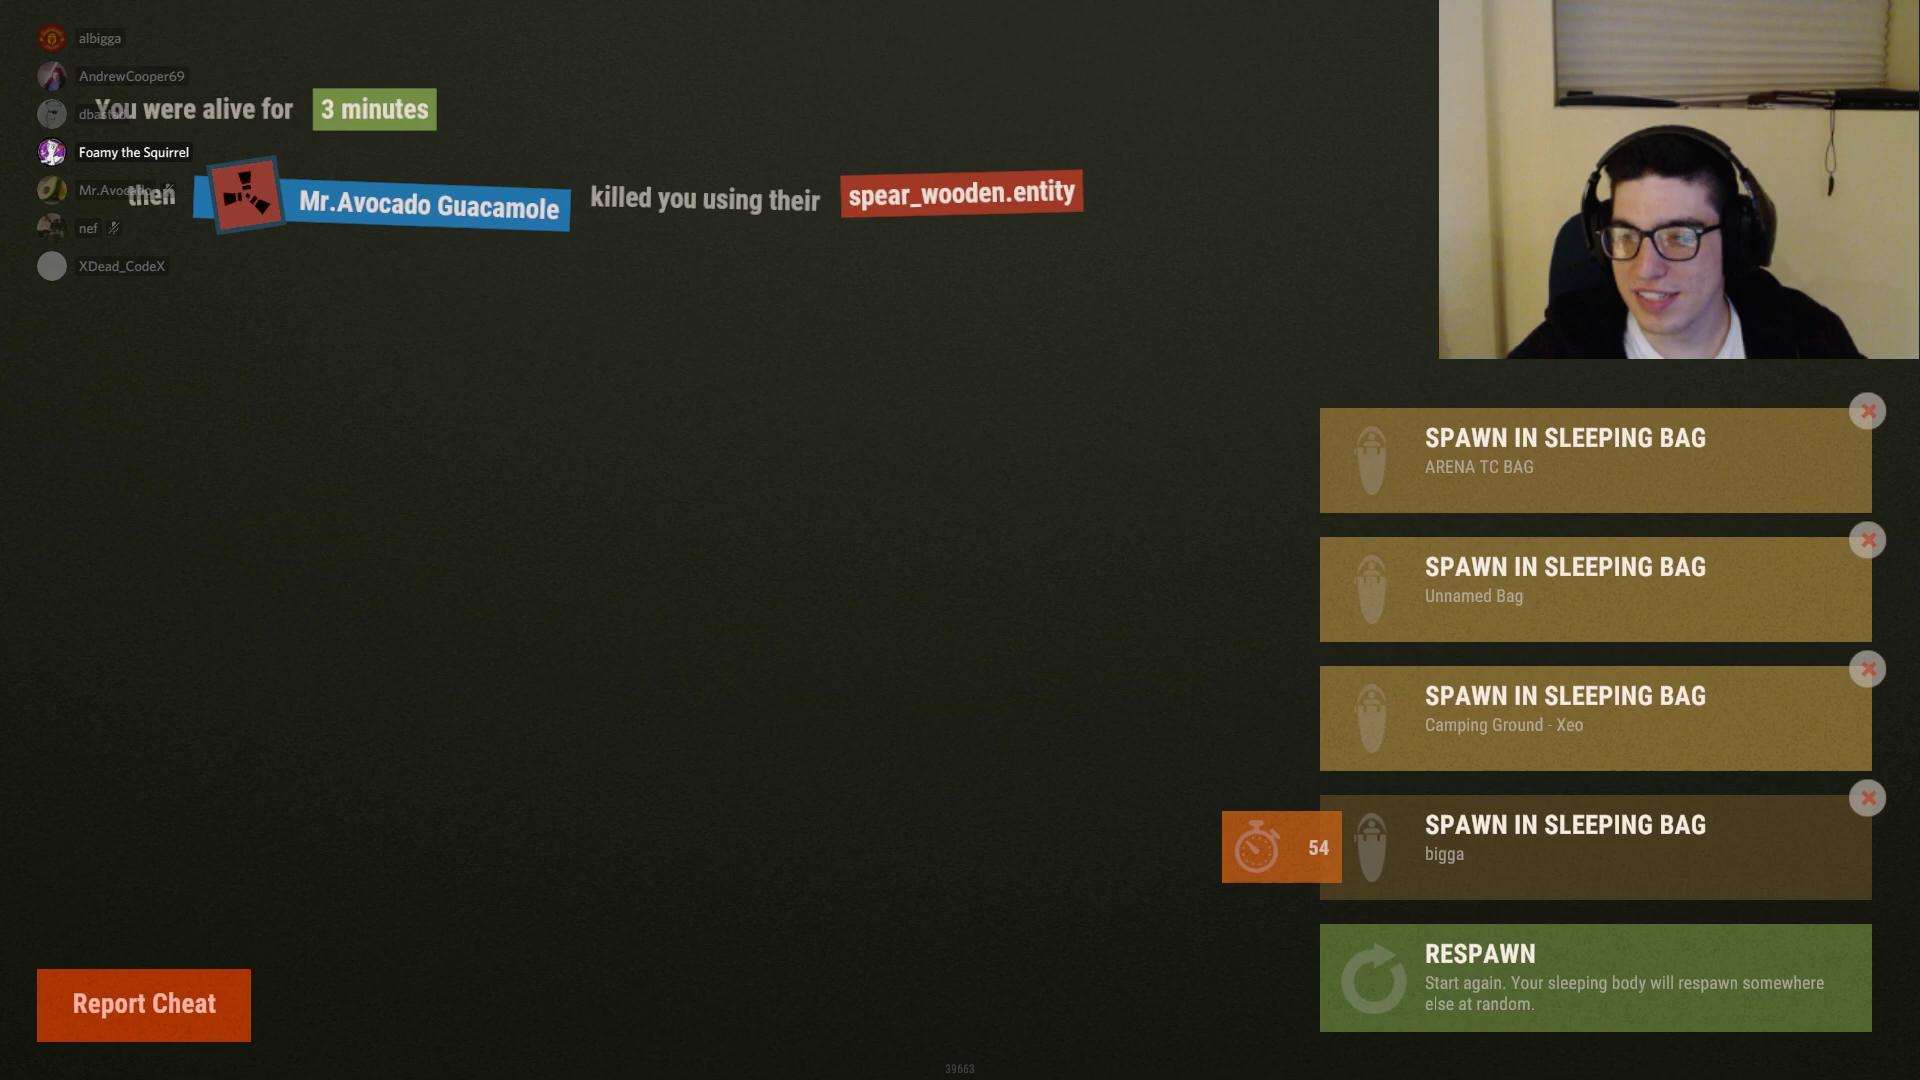 albigga
AndrewCooper69
You were alive for 3 minutes
Foamy the Squirrel
then Mr.Avocado Guacamole killed you using their spear_wooden.entity
nef
XDead_CodeX
SPAWN IN SLEEPING BAG
ARENA TC BAG
SPAWN IN SLEEPING BAG
Unnamed Bag
SPAWN IN SLEEPING BAG
Camping Ground - Xeo
54
SPAWN IN SLEEPING BAG
bigga
RESPAWN
Start again. Your sleeping body will respawn somewhere
else at random.
Report Cheat
39663